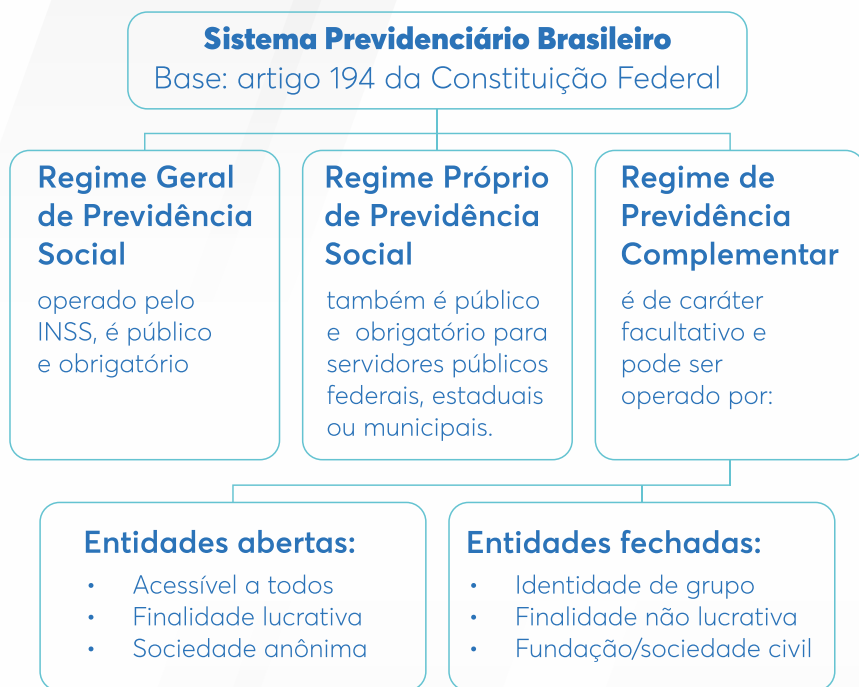 Sistema Previdenciário Brasileiro
Base: artigo 194 da Constituição Federal
Regime Geral
de Previdência
Social
operado pelo
INSS, é público
e obrigatório
Regime Próprio
de Previdência
Social
também é público
e obrigatório para
servidores públicos
federais, estaduais
ou municipais.
Regime de
Previdência
Complementar
é de caráter
facultativo e
pode ser
operado por:
Entidades abertas:
• Acessível a todos
• Finalidade lucrativa
• Sociedade anônima
Entidades fechadas:
• Identidade de grupo
• Finalidade não lucrativa
• Fundação/sociedade civil